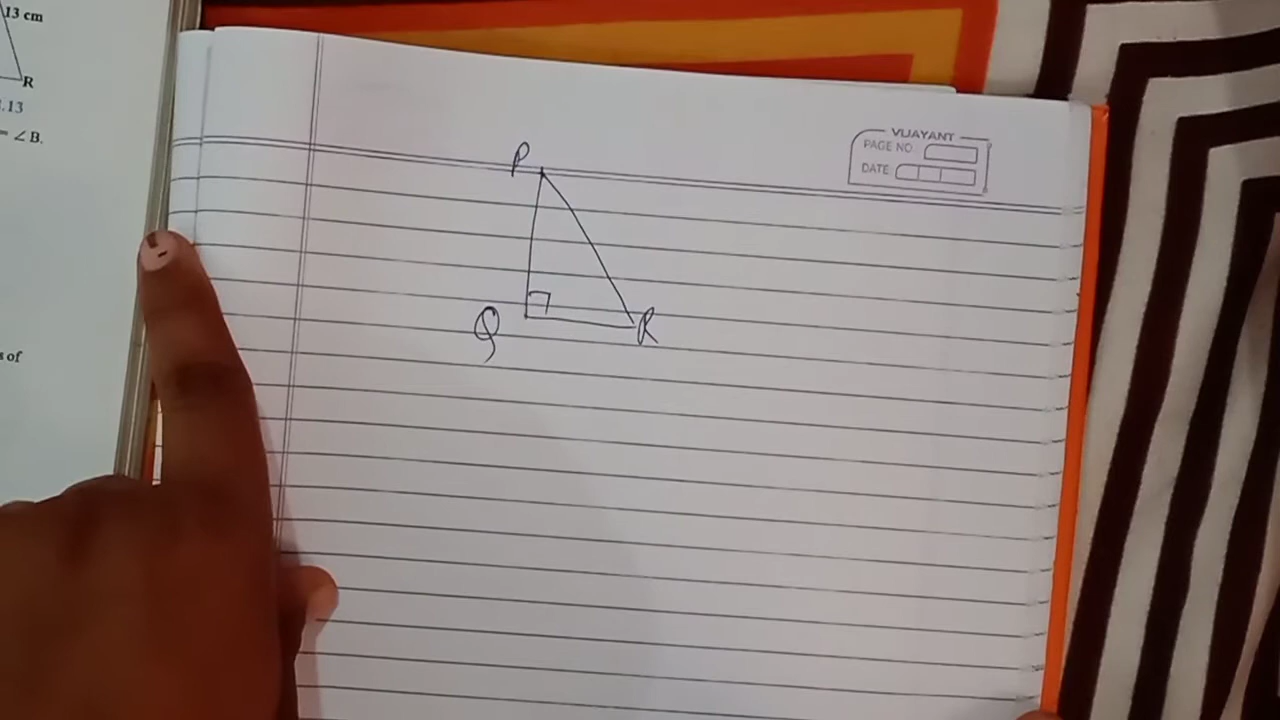 13 cm
R
.13
= ∠B.
s of
P
Q
R
VIJAYANT
PAGE NO:
DATE: